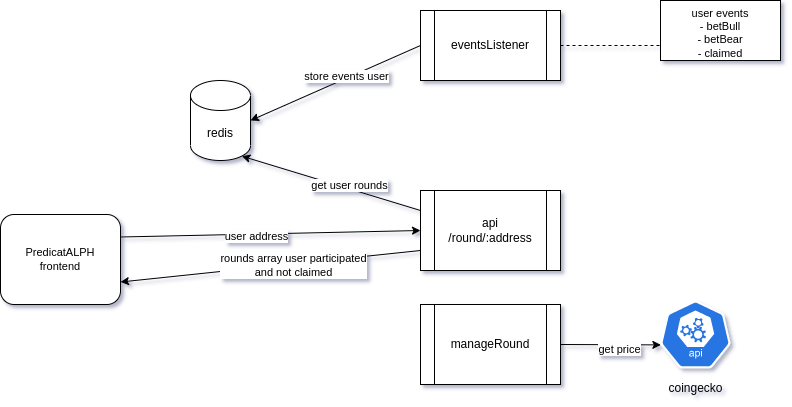 user events
- betBull
- betBear
- claimed
eventsListener
store events user
redis
get user rounds
api
/round/:address
user address
PredicatALPH
frontend
rounds array user participated
and not claimed
manageRound
get price
api
coingecko